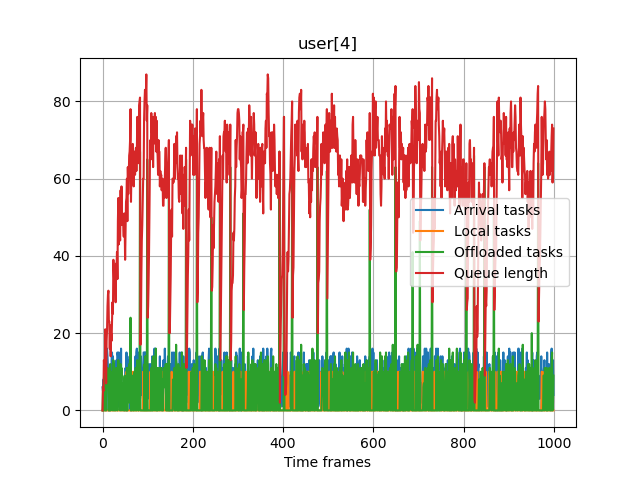 user[4]
80
60
40
20
0
Arrival tasks
Local tasks
Offloaded tasks
Queue length
0 200 400 600 800 1000
Time frames